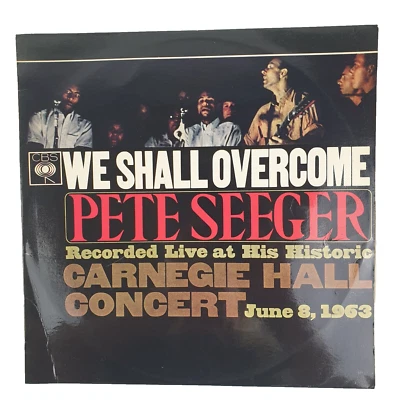 CBS
WE SHALL OVERCOME
PETE SEEGER
Recorded Live at His Historic
CARNEGIE HALL
CONCERT June 8, 1963